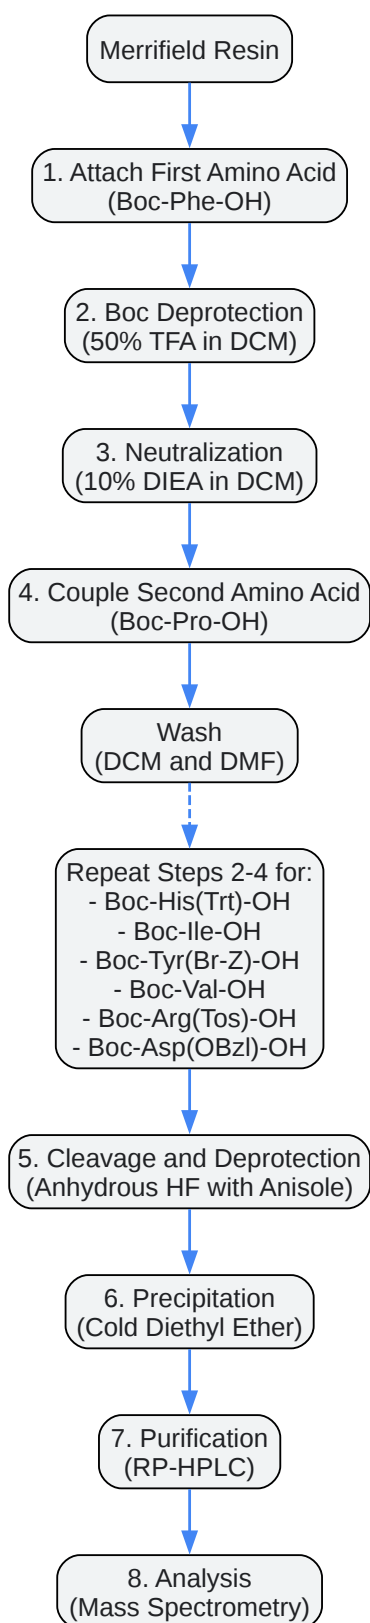 Merrifield Resin
1. Attach First Amino Acid
(Boc-Phe-OH)
2. Boc Deprotection
(50% TFA in DCM)
3. Neutralization
(10% DIEA in DCM)
4. Couple Second Amino Acid
(Boc-Pro-OH)
Wash
(DCM and DMF)
Repeat Steps 2-4 for:
- Boc-His(Trt)-OH
- Boc-Ile-OH
- Boc-Tyr(Br-Z)-OH
- Boc-Val-OH
- Boc-Arg(Tos)-OH
- Boc-Asp(OBzl)-OH
5. Cleavage and Deprotection
(Anhydrous HF with Anisole)
6. Precipitation
(Cold Diethyl Ether)
7. Purification
(RP-HPLC)
8. Analysis
(Mass Spectrometry)